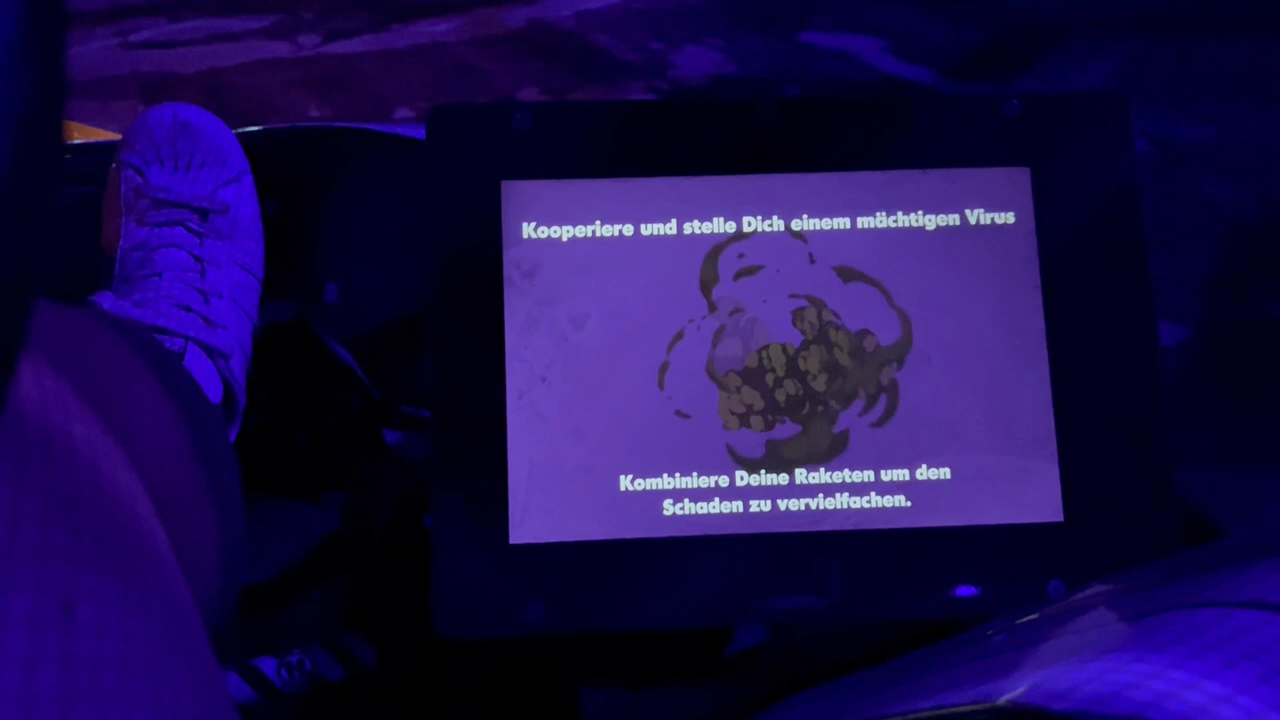 Kooperiere und stelle Dich einem mächtigen Virus
Kombiniere Deine Raketen um den
Schaden zu vervielfachen.